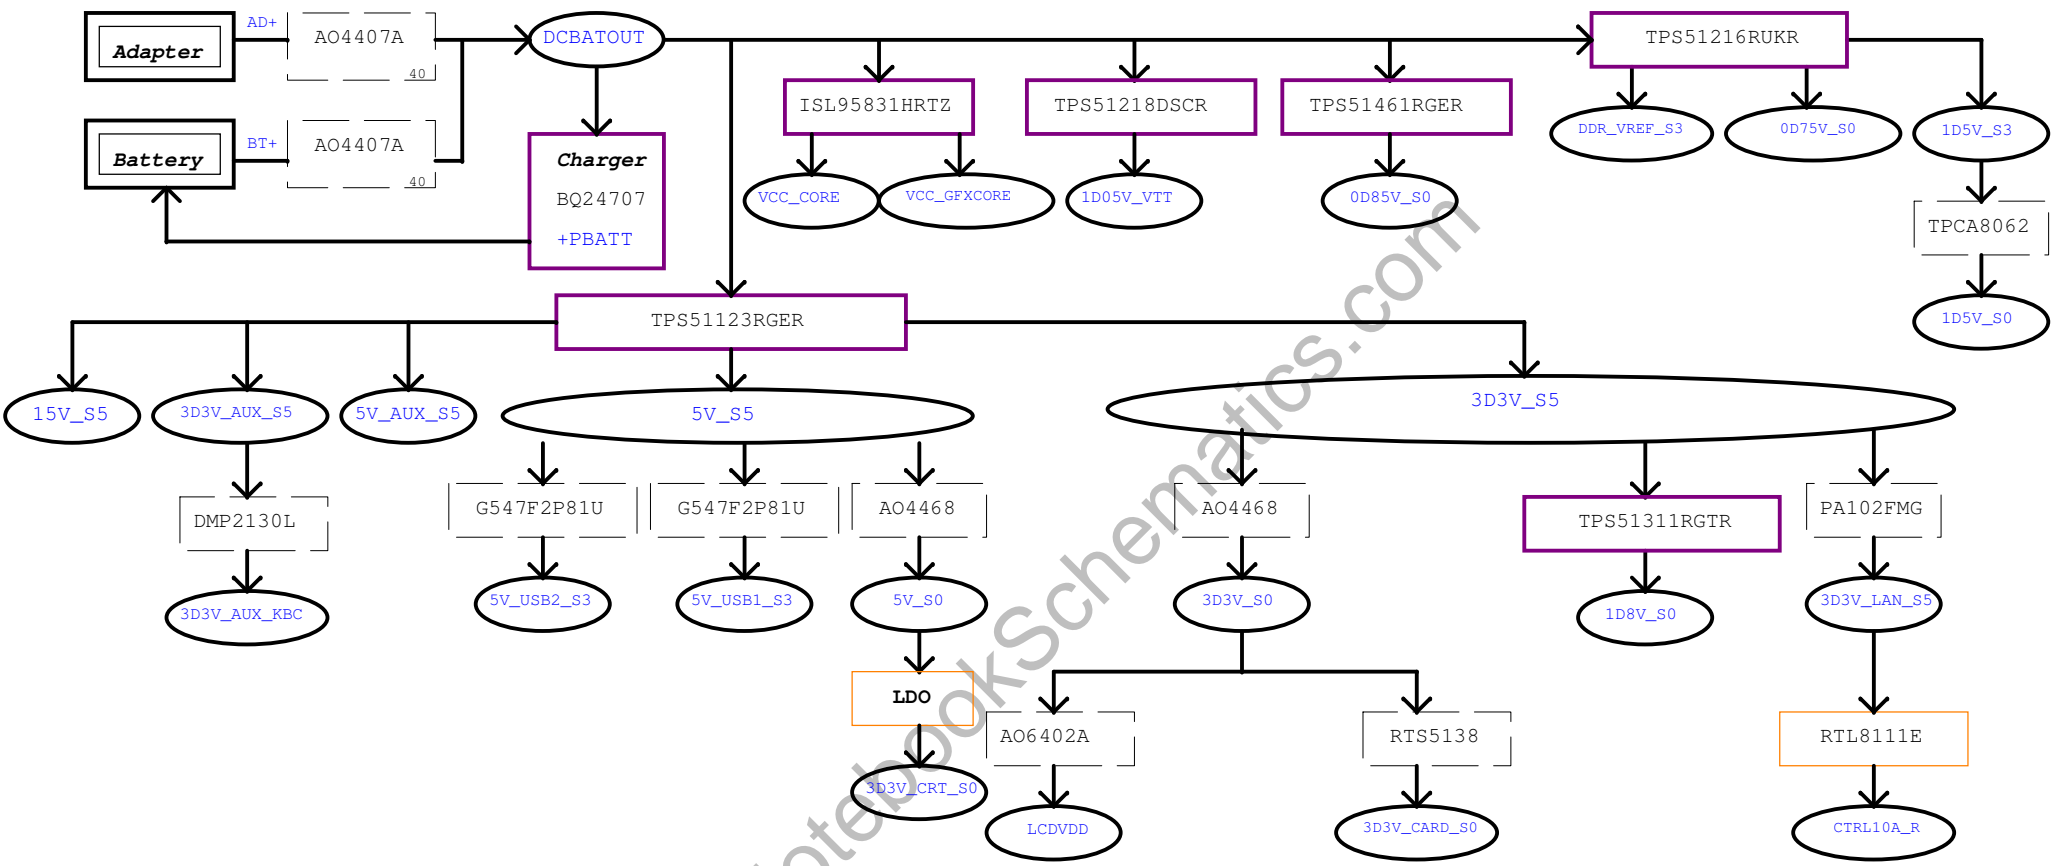 AD+
Adapter
AO4407A
40
DCBATOUT
TPS51216RUKR
BT+
Battery
AO4407A
40
Charger
BQ24707
+PBATT
ISL95831HRTZ
TPS51218DSCR
TPS51461RGER
DDR_VREF_S3
0D75V_S0
1D5V_S3
VCC_CORE
VCC_GFXCORE
1D05V_VTT
0D85V_S0
TPCA8062
1D5V_S0
TPS51123RGER
15V_S5
3D3V_AUX_S5
5V_AUX_S5
5V_S5
3D3V_S5
DMP2130L
G547F2P81U
G547F2P81U
AO4468
AO4468
TPS51311RGTR
PA102FMG
3D3V_AUX_KBC
5V_USB2_S3
5V_USB1_S3
5V_S0
3D3V_S0
1D8V_S0
3D3V_LAN_S5
LDO
AO6402A
RTS5138
RTL8111E
3D3V_CRT_S0
LCDVDD
3D3V_CARD_S0
CTRL10A_R
otebookSchematics.com